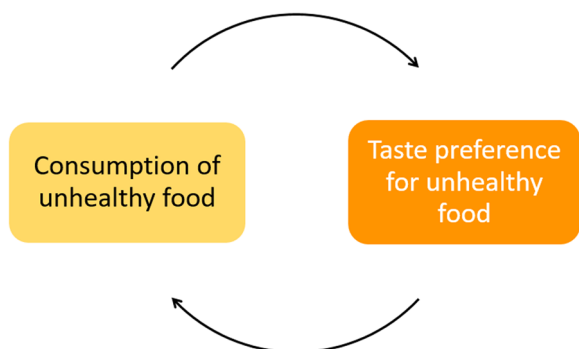 Consumption of
unhealthy food
Taste preference
for unhealthy
food